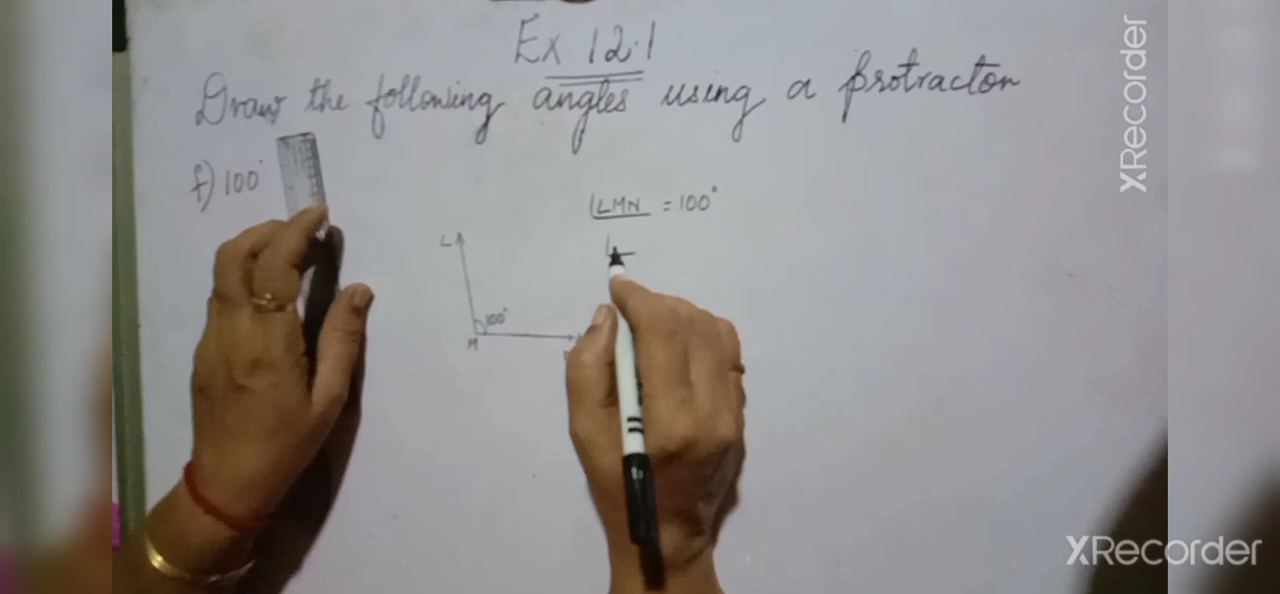 Ex 12.1
Draw the following angles using a protractor
f) 100°
∠LMN = 100°
L
100°
M
XRecorder
XRecorder